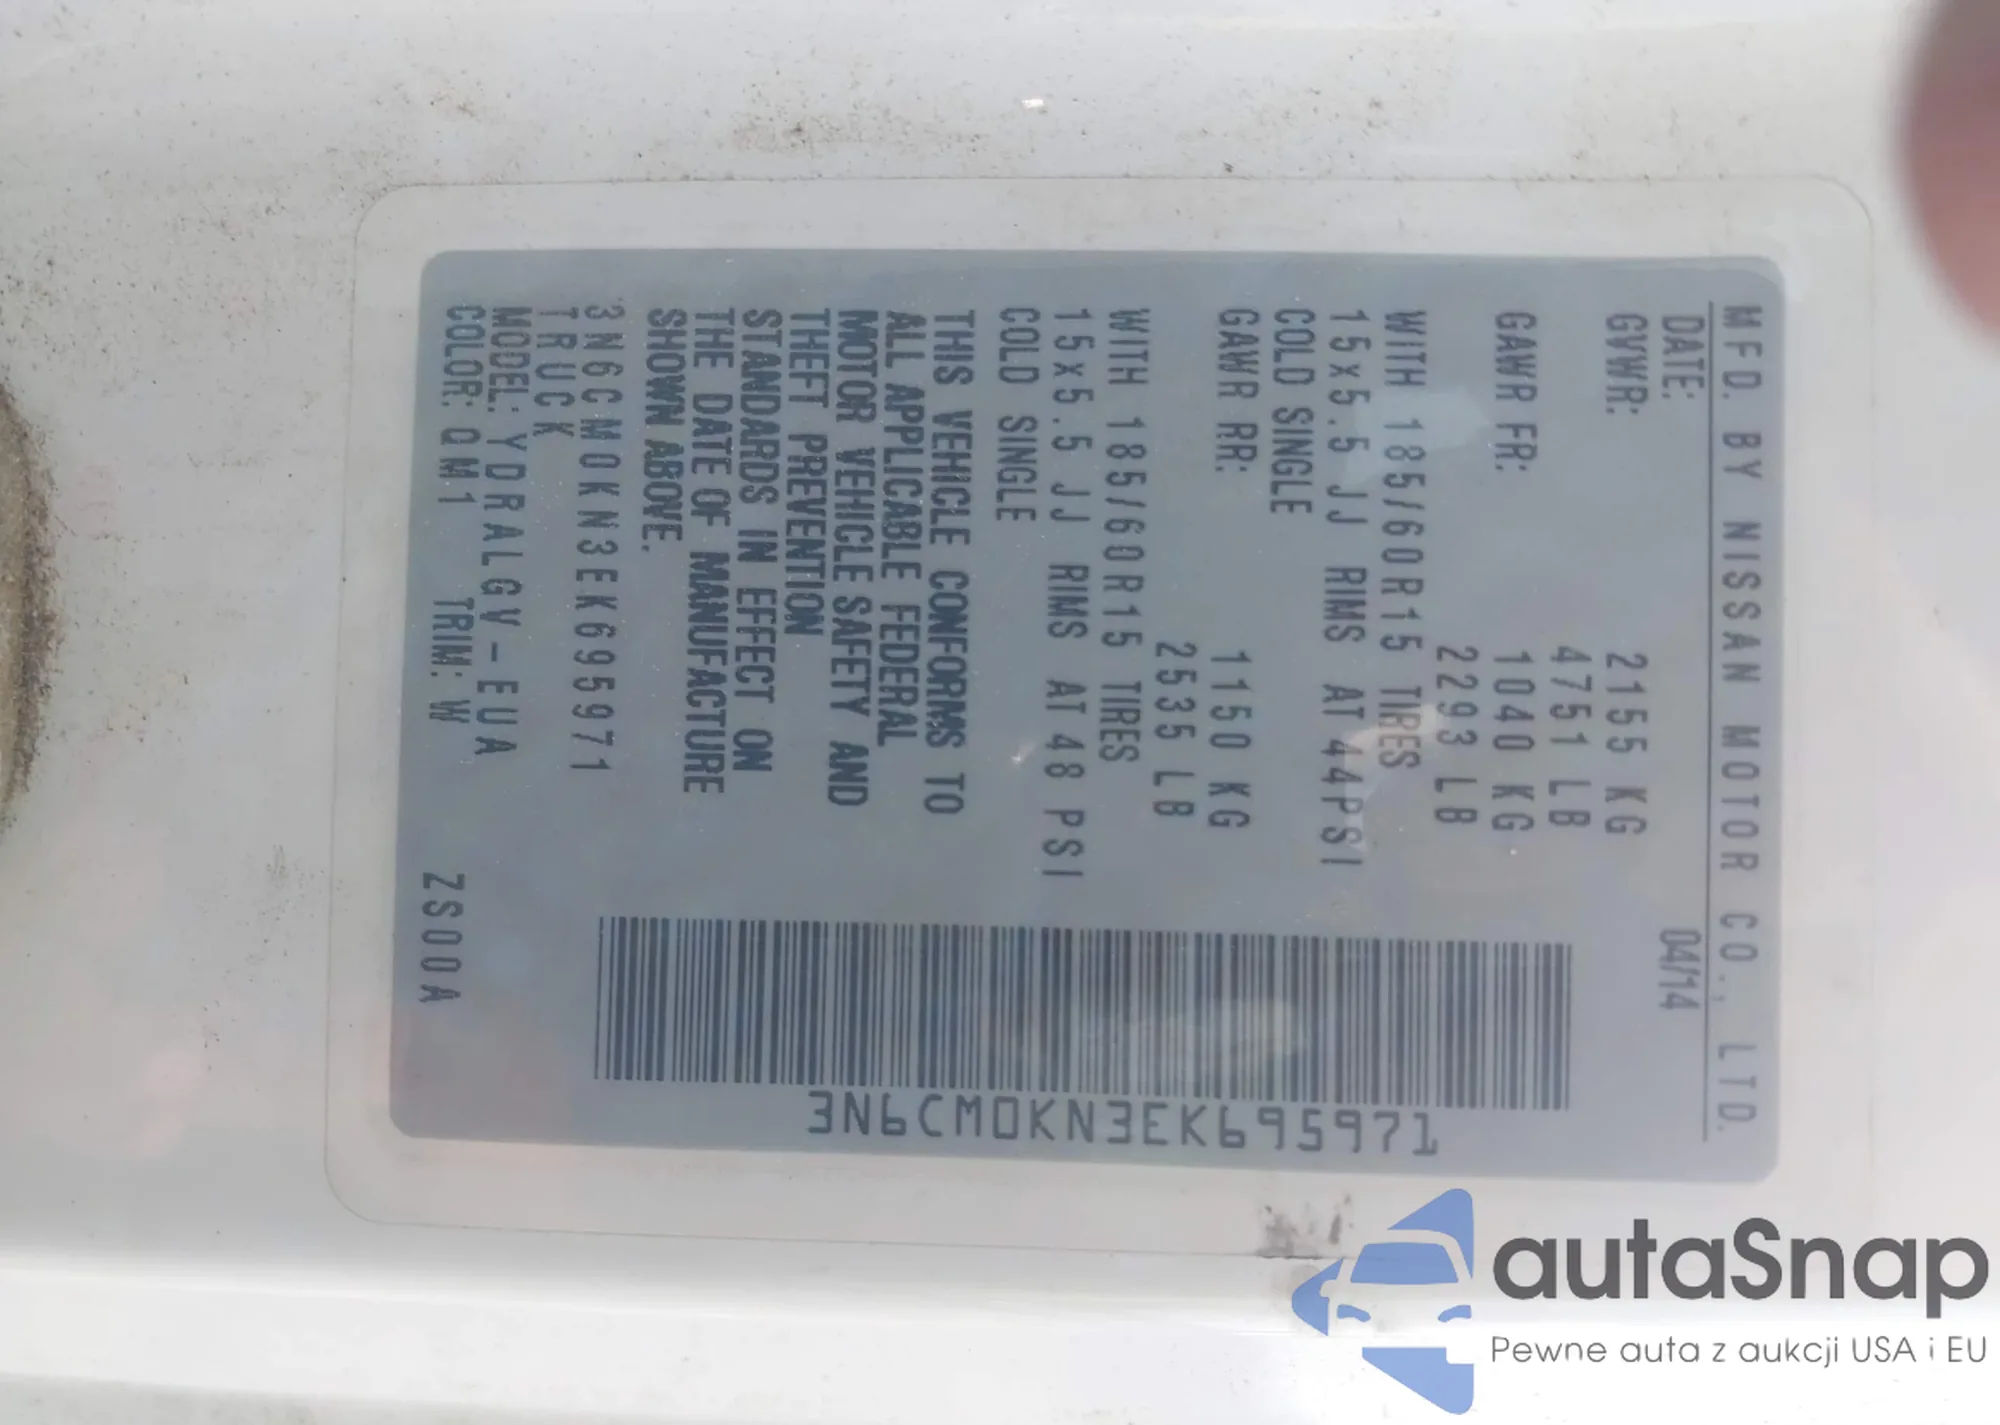 MFD. BY NISSAN MOTOR CO., LTD.
DATE: 04/14
GVWR: 2155 KG
4751 LB
GAWR FR: 1040 KG
2293 LB
WITH 185/60R15 TIRES
15x5.5 JJ RIMS AT 44PSI
COLD SINGLE
GAWR RR: 1150 KG
2535 LB
WITH 185/60R15 TIRES
15x5.5 JJ RIMS AT 48 PSI
COLD SINGLE
THIS VEHICLE CONFORMS TO
ALL APPLICABLE FEDERAL
MOTOR VEHICLE SAFETY AND
THEFT PREVENTION
STANDARDS IN EFFECT ON
THE DATE OF MANUFACTURE
SHOWN ABOVE.
3N6CM0KN3EK695971
TRUCK
MODEL: YDRALGV-EUA
COLOR: QM1 TRIM: W ZS00A
3N6CM0KN3EK695971
autaSnap
Pewne auta z aukcji USA i EU